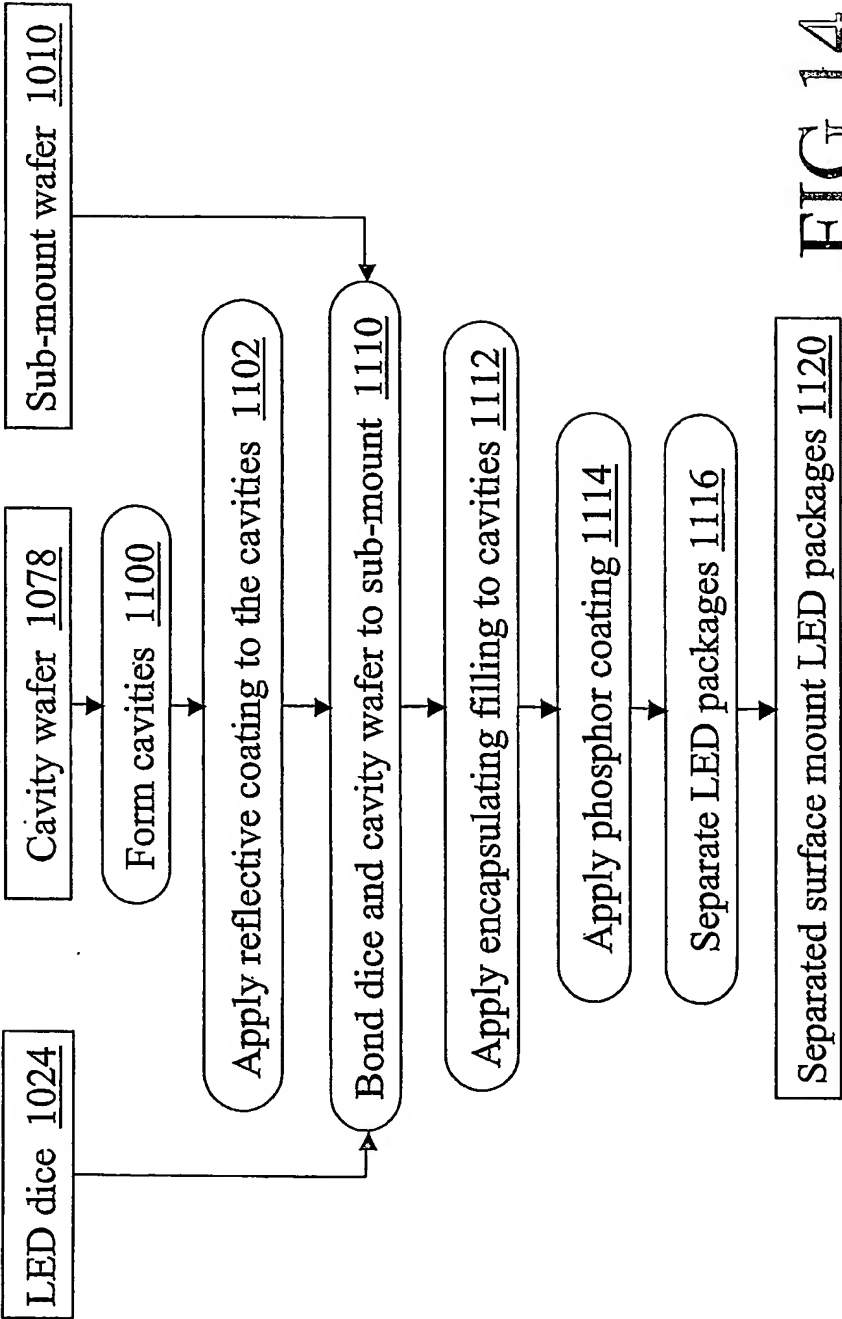 LED dice 1024
Cavity wafer 1078
Sub-mount wafer 1010
Form cavities 1100
Apply reflective coating to the cavities 1102
Bond dice and cavity wafer to sub-mount 1110
Apply encapsulating filling to cavities 1112
Apply phosphor coating 1114
Separate LED packages 1116
Separated surface mount LED packages 1120
FIG 14